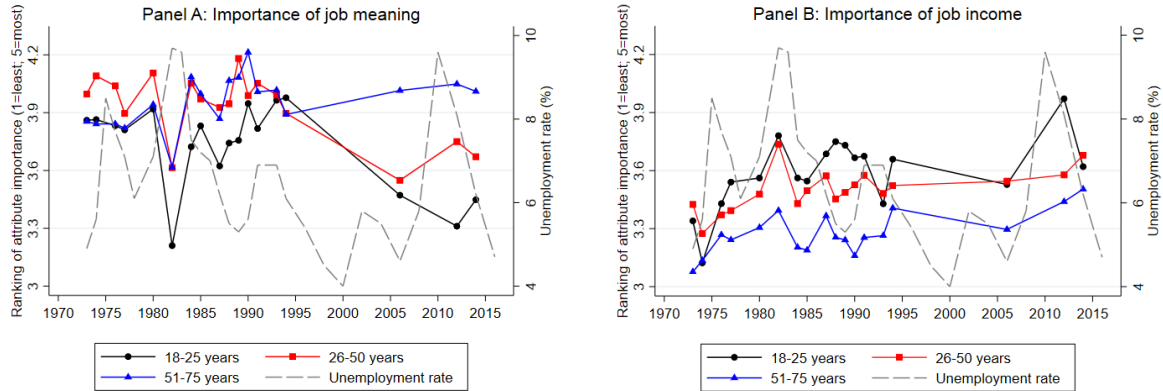 Panel A: Importance of job meaning
Ranking of attribute importance (1=least; 5=most)
4.2
3.9
3.6
3.3
3
10
8
6
4
Unemployment rate (%)
1970 1975 1980 1985 1990 1995 2000 2005 2010 2015
18-25 years 26-50 years
51-75 years Unemployment rate
Panel B: Importance of job income
Ranking of attribute importance (1=least; 5=most)
4.2
3.9
3.6
3.3
3
10
8
6
4
Unemployment rate (%)
1970 1975 1980 1985 1990 1995 2000 2005 2010 2015
18-25 years 26-50 years
51-75 years Unemployment rate